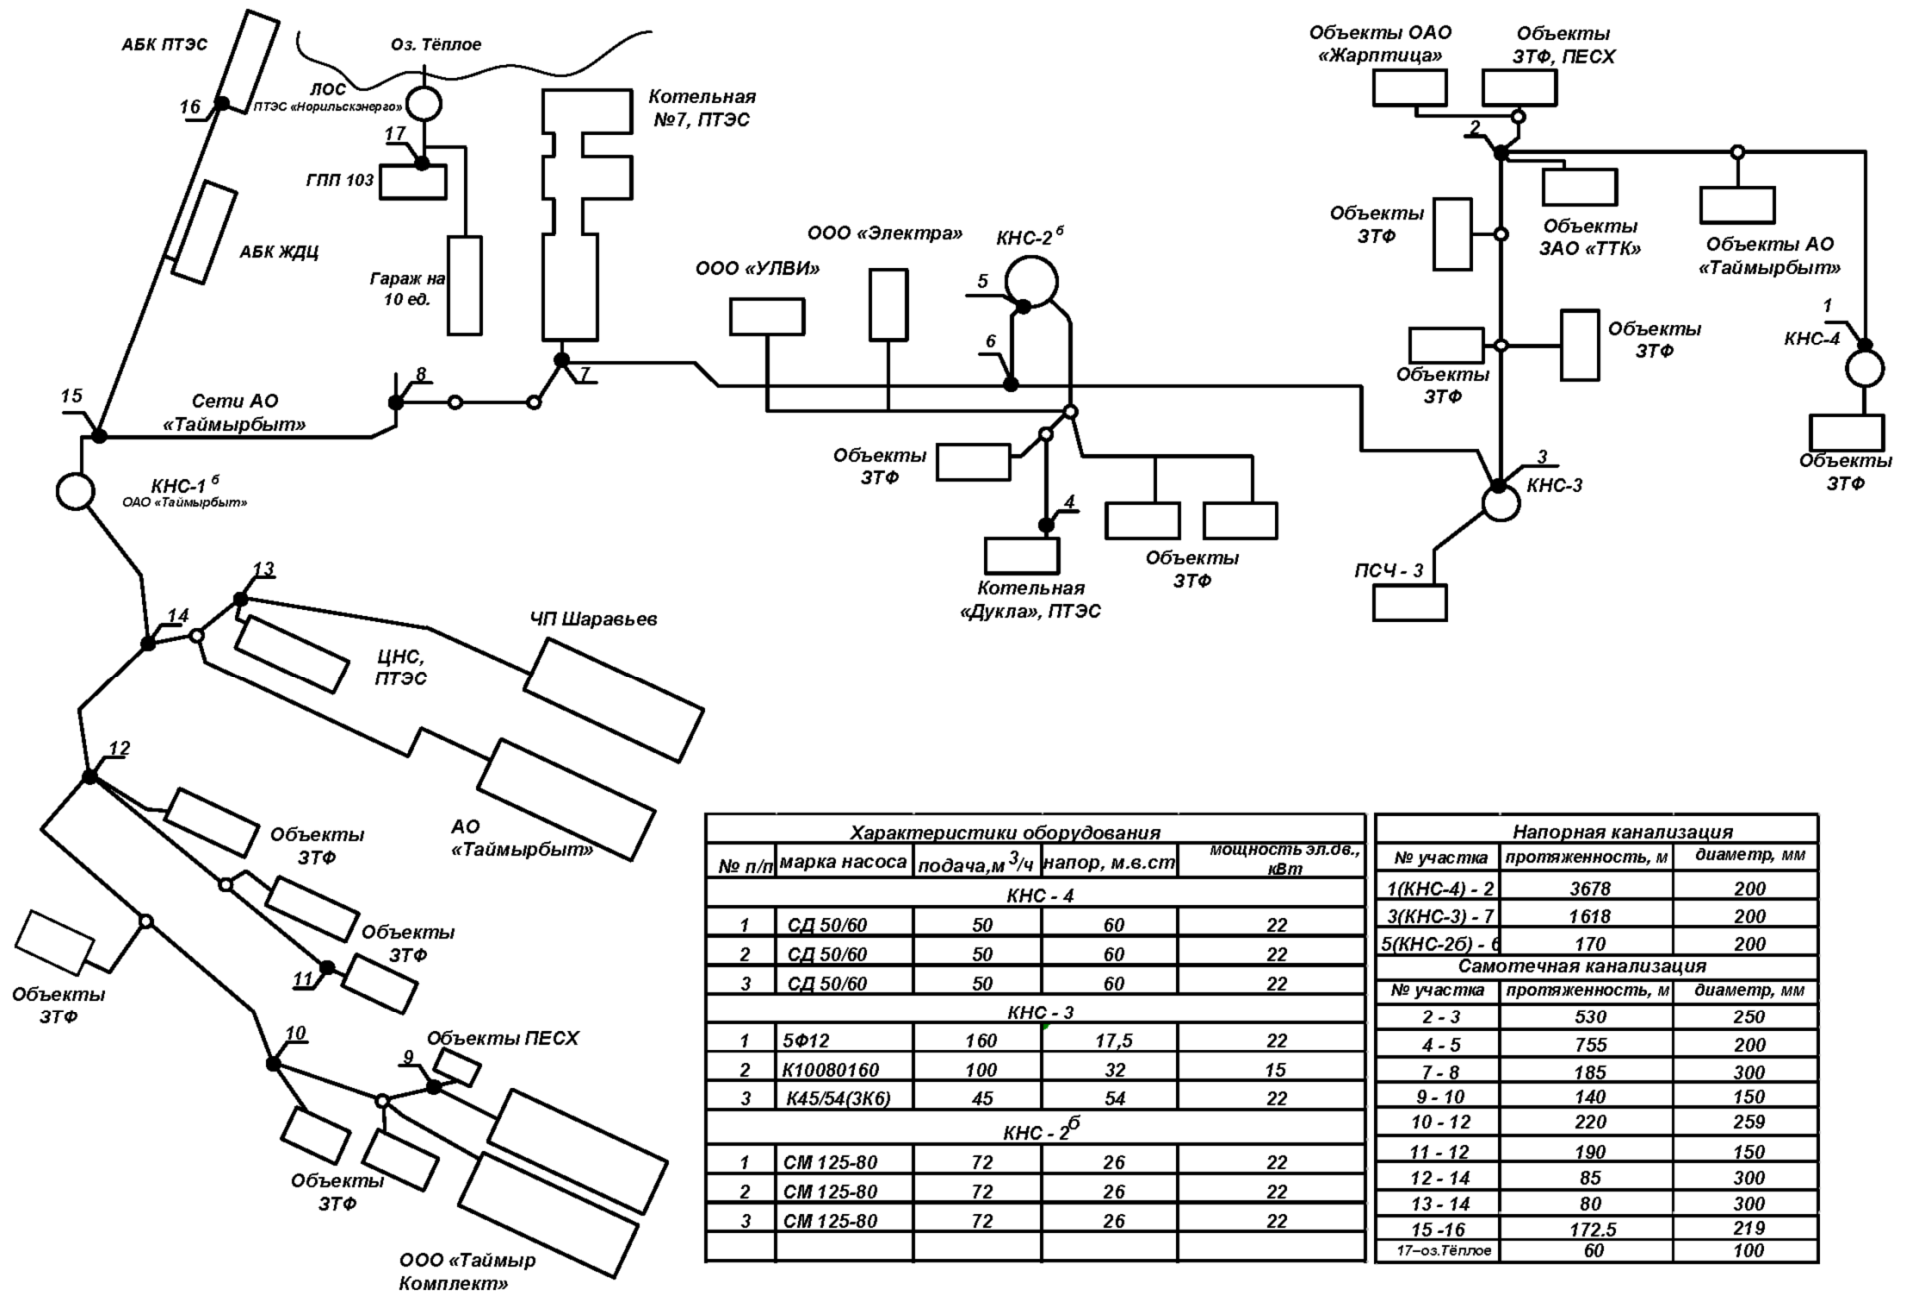 АБК ПТЭС
16
Оз. Тёплое
ЛОС
ПТЭС «Норильскэнерго»
17
ГПП 103
Гараж на
10 ед.
АБК ЖДЦ
Котельная
№7, ПТЭС
Объекты ОАО
«Жарптица»
Объекты
ЗТФ, ПЕСХ
2
Объекты
ЗТФ
Объекты
ЗАО «ТТК»
Объекты АО
«Таймырбыт»
1
КНС-4
Объекты
ЗТФ
Объекты
ЗТФ
Объекты
ЗТФ
3
КНС-3
ПСЧ - 3
ООО «Электра»
ООО «УЛВИ»
КНС-2 б
5
6
7
8
15
Сети АО
«Таймырбыт»
КНС-1 б
ОАО «Таймырбыт»
Объекты
ЗТФ
4
Котельная
«Дукла», ПТЭС
Объекты
ЗТФ
13
14
ЦНС,
ПТЭС
ЧП Шаравьев
АО
«Таймырбыт»
12
Объекты
ЗТФ
Объекты
ЗТФ
11
Объекты
ЗТФ
10
9
Объекты ПЕСХ
Объекты
ЗТФ
ООО «Таймыр
Комплект»
Характеристики оборудования
№ п/п марка насоса подача,м 3/ч напор, м.в.ст мощность эл.дв.,
кВт
КНС - 4
1 СД 50/60 50 60 22
2 СД 50/60 50 60 22
3 СД 50/60 50 60 22
КНС - 3
1 5Ф12 160 17,5 22
2 К10080160 100 32 15
3 К45/54(3К6) 45 54 22
КНС - 2 б
1 СМ 125-80 72 26 22
2 СМ 125-80 72 26 22
3 СМ 125-80 72 26 22
Напорная канализация
№ участка протяженность, м диаметр, мм
1(КНС-4) - 2 3678 200
3(КНС-3) - 7 1618 200
5(КНС-2б) - 6 170 200
Самотечная канализация
№ участка протяженность, м диаметр, мм
2 - 3 530 250
4 - 5 755 200
7 - 8 185 300
9 - 10 140 150
10 - 12 220 259
11 - 12 190 150
12 - 14 85 300
13 - 14 80 300
15 -16 172.5 219
17–оз.Тёплое 60 100